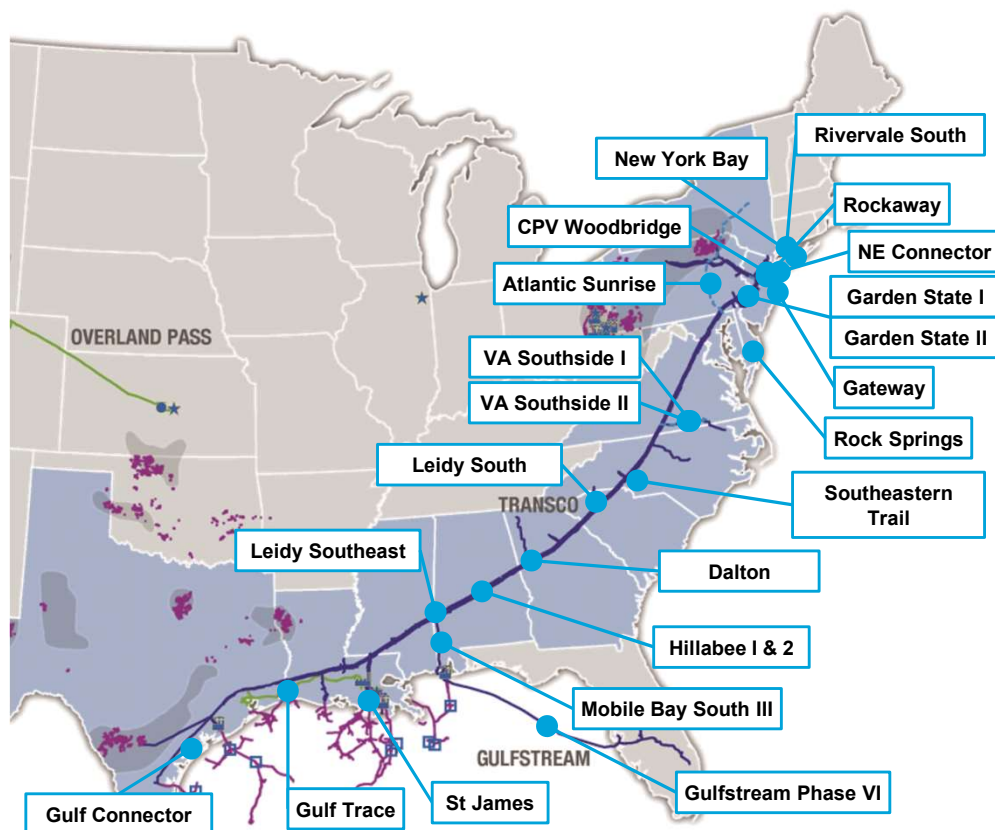 Rivervale South
New York Bay
Rockaway
CPV Woodbridge
NE Connector
Atlantic Sunrise
Garden State I
OVERLAND PASS
Garden State II
VA Southside I
Gateway
VA Southside II
Rock Springs
Leidy South
Southeastern
Trail
TRANSCO
Leidy Southeast
Dalton
Hillabee I & 2
Mobile Bay South III
GULFSTREAM
Gulfstream Phase VI
St James
Gulf Trace
Gulf Connector